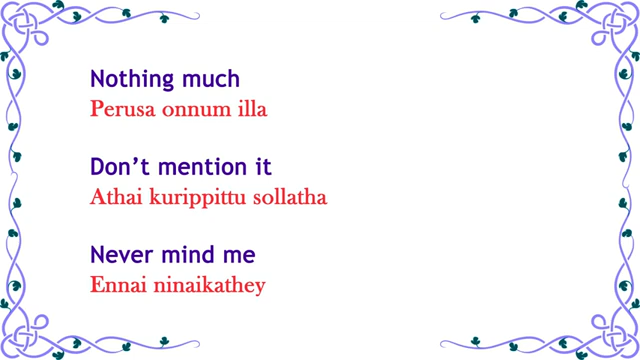 Nothing much
Perusa onnum illa
Don’t mention it
Athai kurippittu sollatha
Never mind me
Ennai ninaikathey